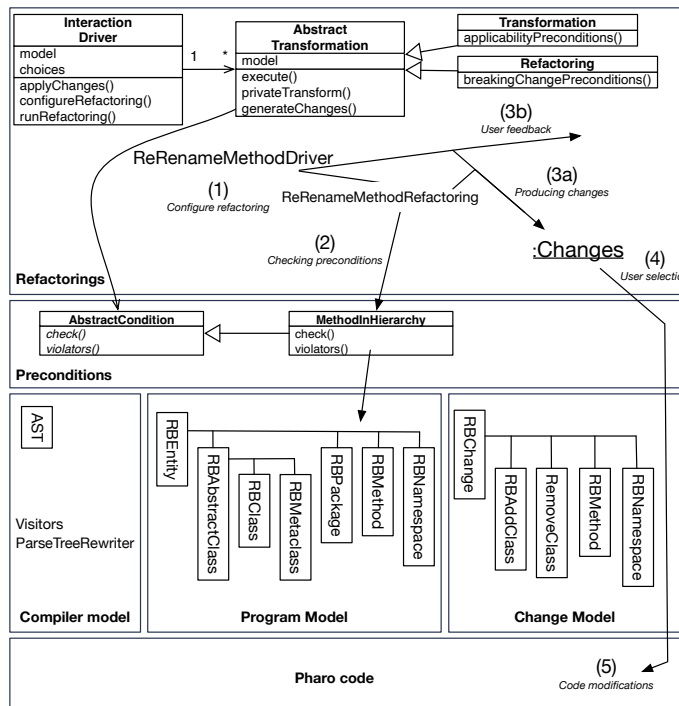 Interaction
Driver
model
choices
applyChanges()
configureRefactoring()
runRefactoring()
1
*
Abstract
Transformation
model
execute()
privateTransform()
generateChanges()
Transformation
applicabilityPreconditions()
Refactoring
breakingChangePreconditions()
(3b)
User feedback
ReRenameMethodDriver
(1)
Configure refactoring
ReRenameMethodRefactoring
(3a)
Producing changes
(2)
Checking preconditions
:Changes
(4)
User selectio
Refactorings
AbstractCondition
check()
violators()
MethodInHierarchy
check()
violators()
Preconditions
AST
Visitors
ParseTreeRewriter
Compiler model
RBEntity
RBAbstractClass
RBClass
RBMetaclass
RBPackage
RBMethod
RBNamespace
Program Model
RBChange
RBAddClass
RemoveClass
RBMethod
RBNamespace
Change Model
Pharo code
(5)
Code modifications